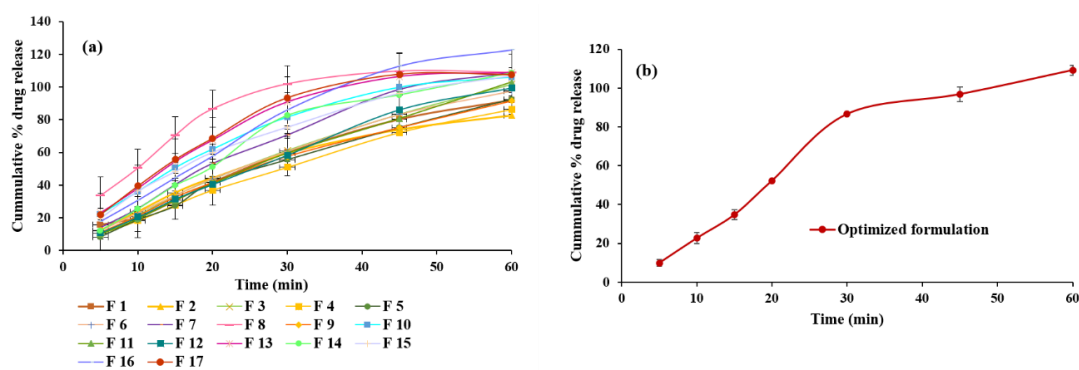 (a)
Cummulative % drug release
140
120
100
80
60
40
20
0
0 10 20 30 40 50 60
Time (min)
F 1 F 2 F 3 F 4 F 5
F 6 F 7 F 8 F 9 F 10
F 11 F 12 F 13 F 14 F 15
F 16 F 17
(b)
Cummulative % drug release
120
100
80
60
40
20
0
Optimized formulation
0 10 20 30 40 50 60
Time (min)